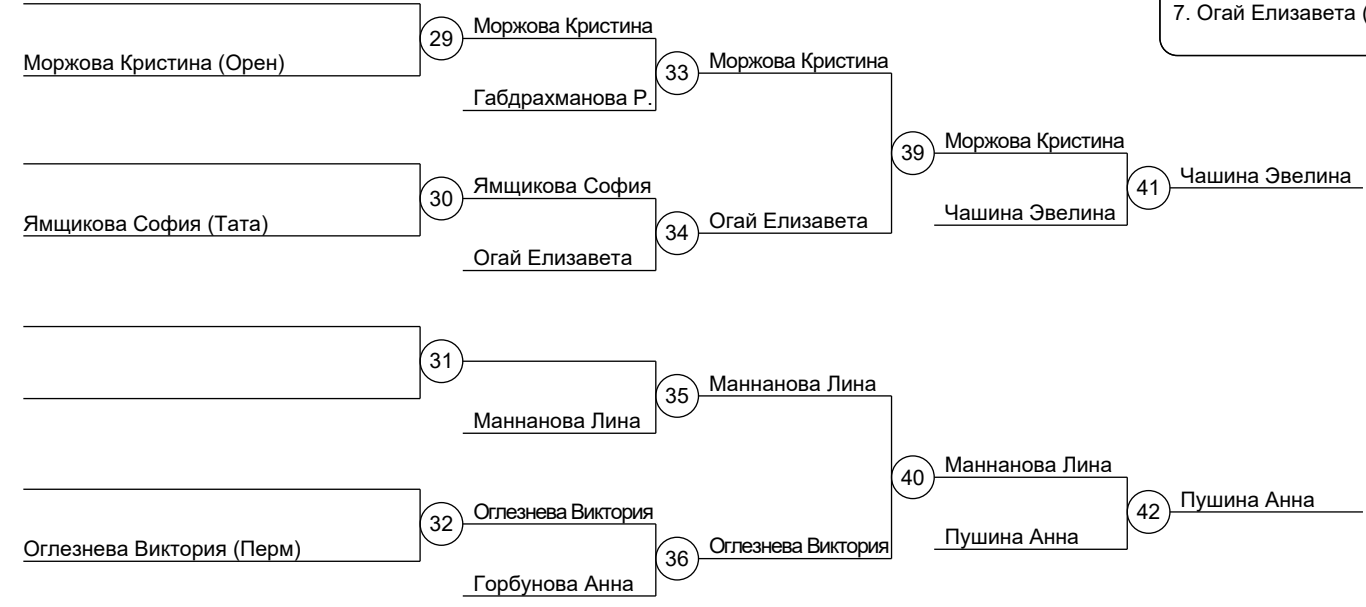 7. Огай Елизавета (
Моржова Кристина
29
Моржова Кристина
Моржова Кристина (Орен)
33
Габдрахманова Р.
Моржова Кристина
39
Чашина Эвелина
Ямщикова София
41
30
Чашина Эвелина
Огай Елизавета
Ямщикова София (Тата)
34
Огай Елизавета
31
Маннанова Лина
35
Маннанова Лина
Маннанова Лина
40
Пушина Анна
Оглезнева Виктория
42
32
Пушина Анна
Оглезнева Виктория
Оглезнева Виктория (Перм)
36
Горбунова Анна